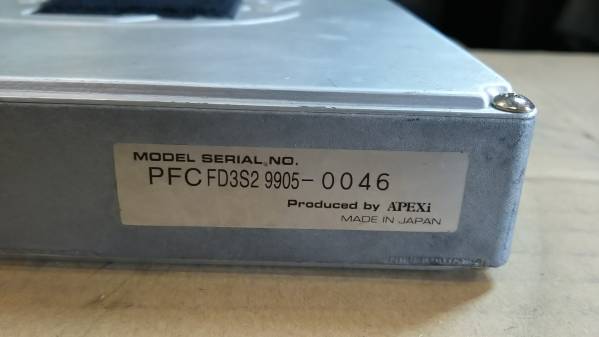 MODEL SERIAL.NO.
PFC FD3S2 9905-0046
Produced by APEXi
MADE IN JAPAN